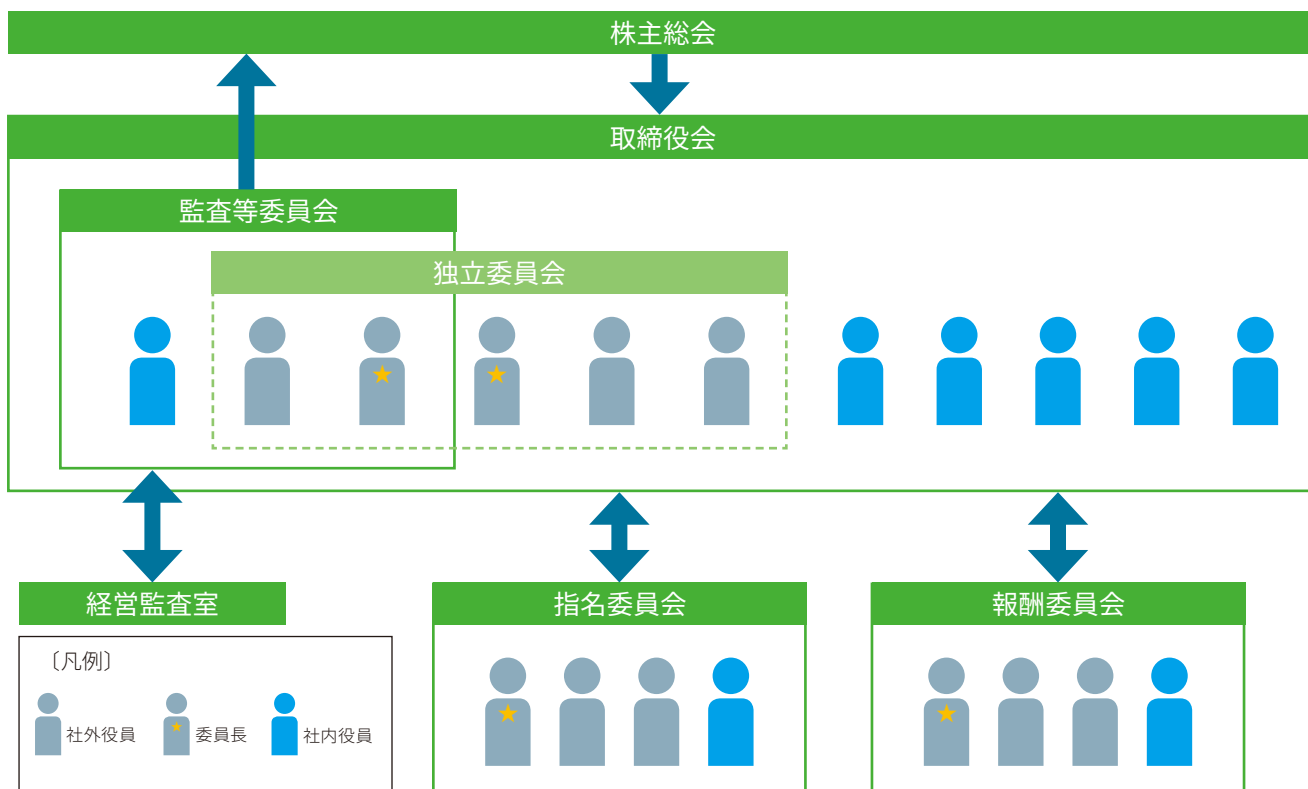 株主総会
取締役会
監査等委員会
独立委員会
経営監査室
指名委員会
報酬委員会
〔凡例〕
社外役員
委員長
社内役員